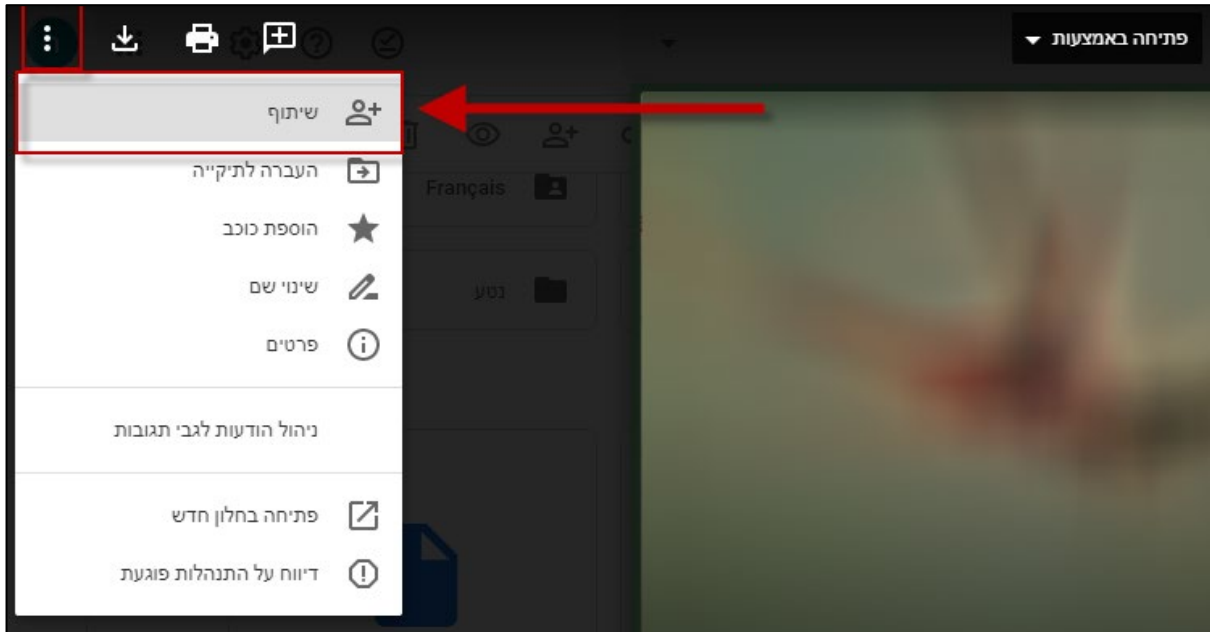 פתיחה באמצעות
שיתוף
העברה לתיקייה
הוספת כוכב
שינוי שם
פרטים
ניהול הודעות לגבי תגובות
פתיחה בחלון חדש
דיווח על התנהלות פוגעת
Français
נטע